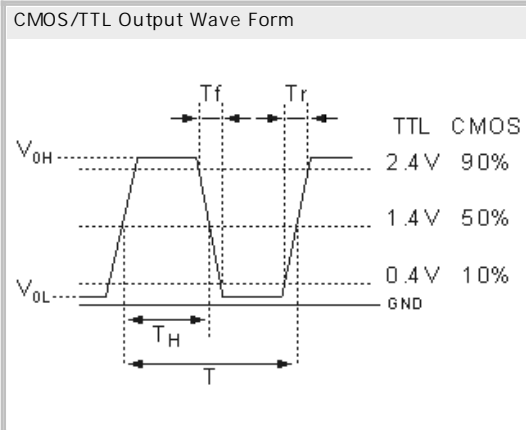 CMOS/TTL Output Wave Form
Tf Tr
TTL CMOS
V0H
2.4V 90%
1.4V 50%
0.4V 10%
V0L
GND
TH
T